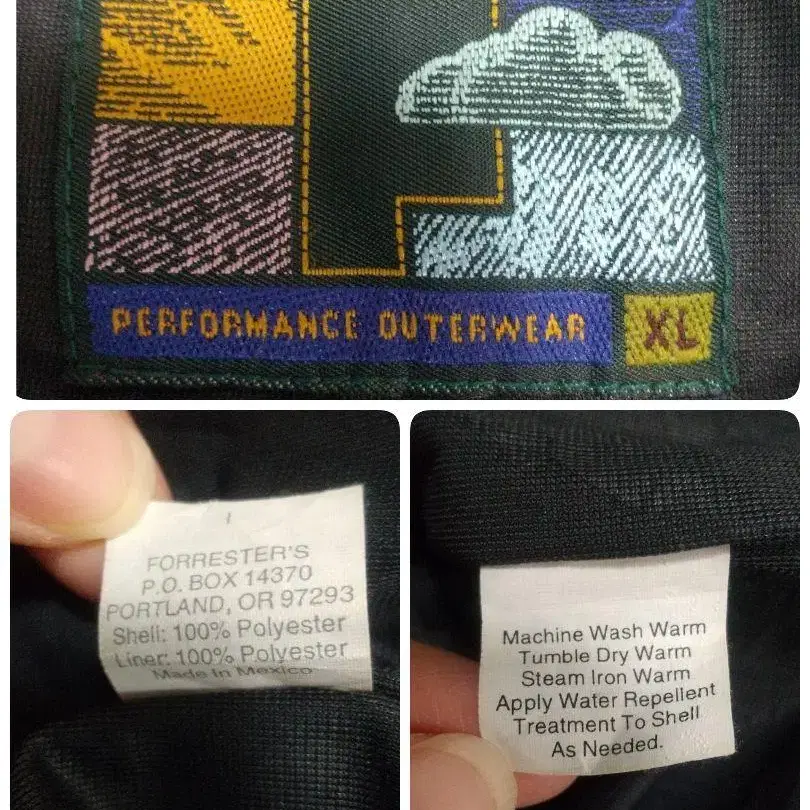 PERFORMANCE OUTERWEAR XL
FORRESTER'S
P.O. BOX 14370
PORTLAND, OR 97293
Shell: 100% Polyester
Liner: 100% Polyester
Made In Mexico
Machine Wash Warm
Tumble Dry Warm
Steam Iron Warm
Apply Water Repellent
Treatment To Shell
As Needed.